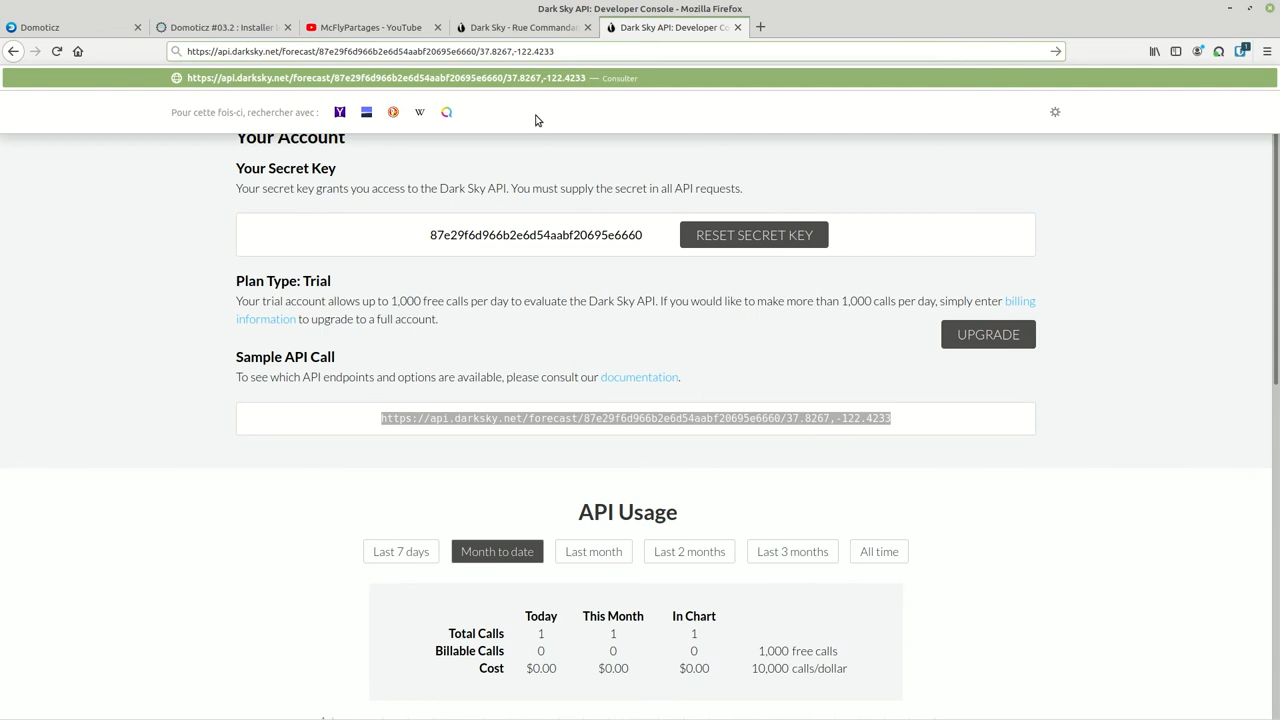 Dark Sky API: Developer Console - Mozilla Firefox
Domoticz
Domoticz #03.2 : Installer
McFlyPartages - YouTube
Dark Sky - Rue Commandan
Dark Sky API: Developer Co
https://api.darksky.net/forecast/87e29f6d966b2e6d54aabf20695e6660/37.8267,-122.4233
https://api.darksky.net/forecast/87e29f6d966b2e6d54aabf20695e6660/37.8267,-122.4233 — Consulter
Pour cette fois-ci, rechercher avec :
Your Account
Your Secret Key
Your secret key grants you access to the Dark Sky API. You must supply the secret in all API requests.
87e29f6d966b2e6d54aabf20695e6660
RESET SECRET KEY
Plan Type: Trial
Your trial account allows up to 1,000 free calls per day to evaluate the Dark Sky API. If you would like to make more than 1,000 calls per day, simply enter billing
information to upgrade to a full account.
UPGRADE
Sample API Call
To see which API endpoints and options are available, please consult our documentation.
https://api.darksky.net/forecast/87e29f6d966b2e6d54aabf20695e6660/37.8267,-122.4233
API Usage
Last 7 days
Month to date
Last month
Last 2 months
Last 3 months
All time
Today This Month In Chart
Total Calls 1 1 1
Billable Calls 0 0 0 1,000 free calls
Cost $0.00 $0.00 $0.00 10,000 calls/dollar